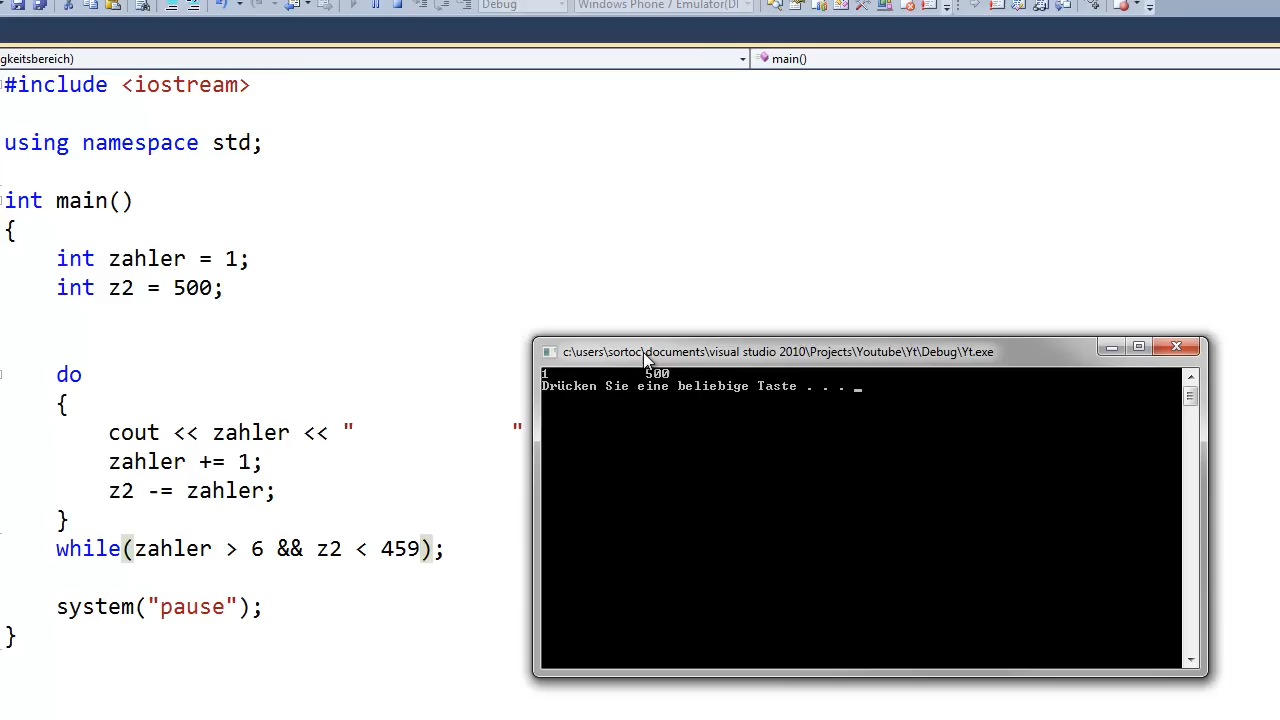 Debug
Windows Phone / Emulator(DI
gkeitsbereich)
main()
#include <iostream>
using namespace std;
int main()
{
int zahler = 1;
int z2 = 500;
do
{
cout << zahler << "          "
zahler += 1;
z2 -= zahler;
}
while(zahler > 6 && z2 < 459);
system("pause");
}
c:\users\sortoc\documents\visual studio 2010\Projects\Youtube\Yt\Debug\Yt.exe
1          500
Drücken Sie eine beliebige Taste . . . _